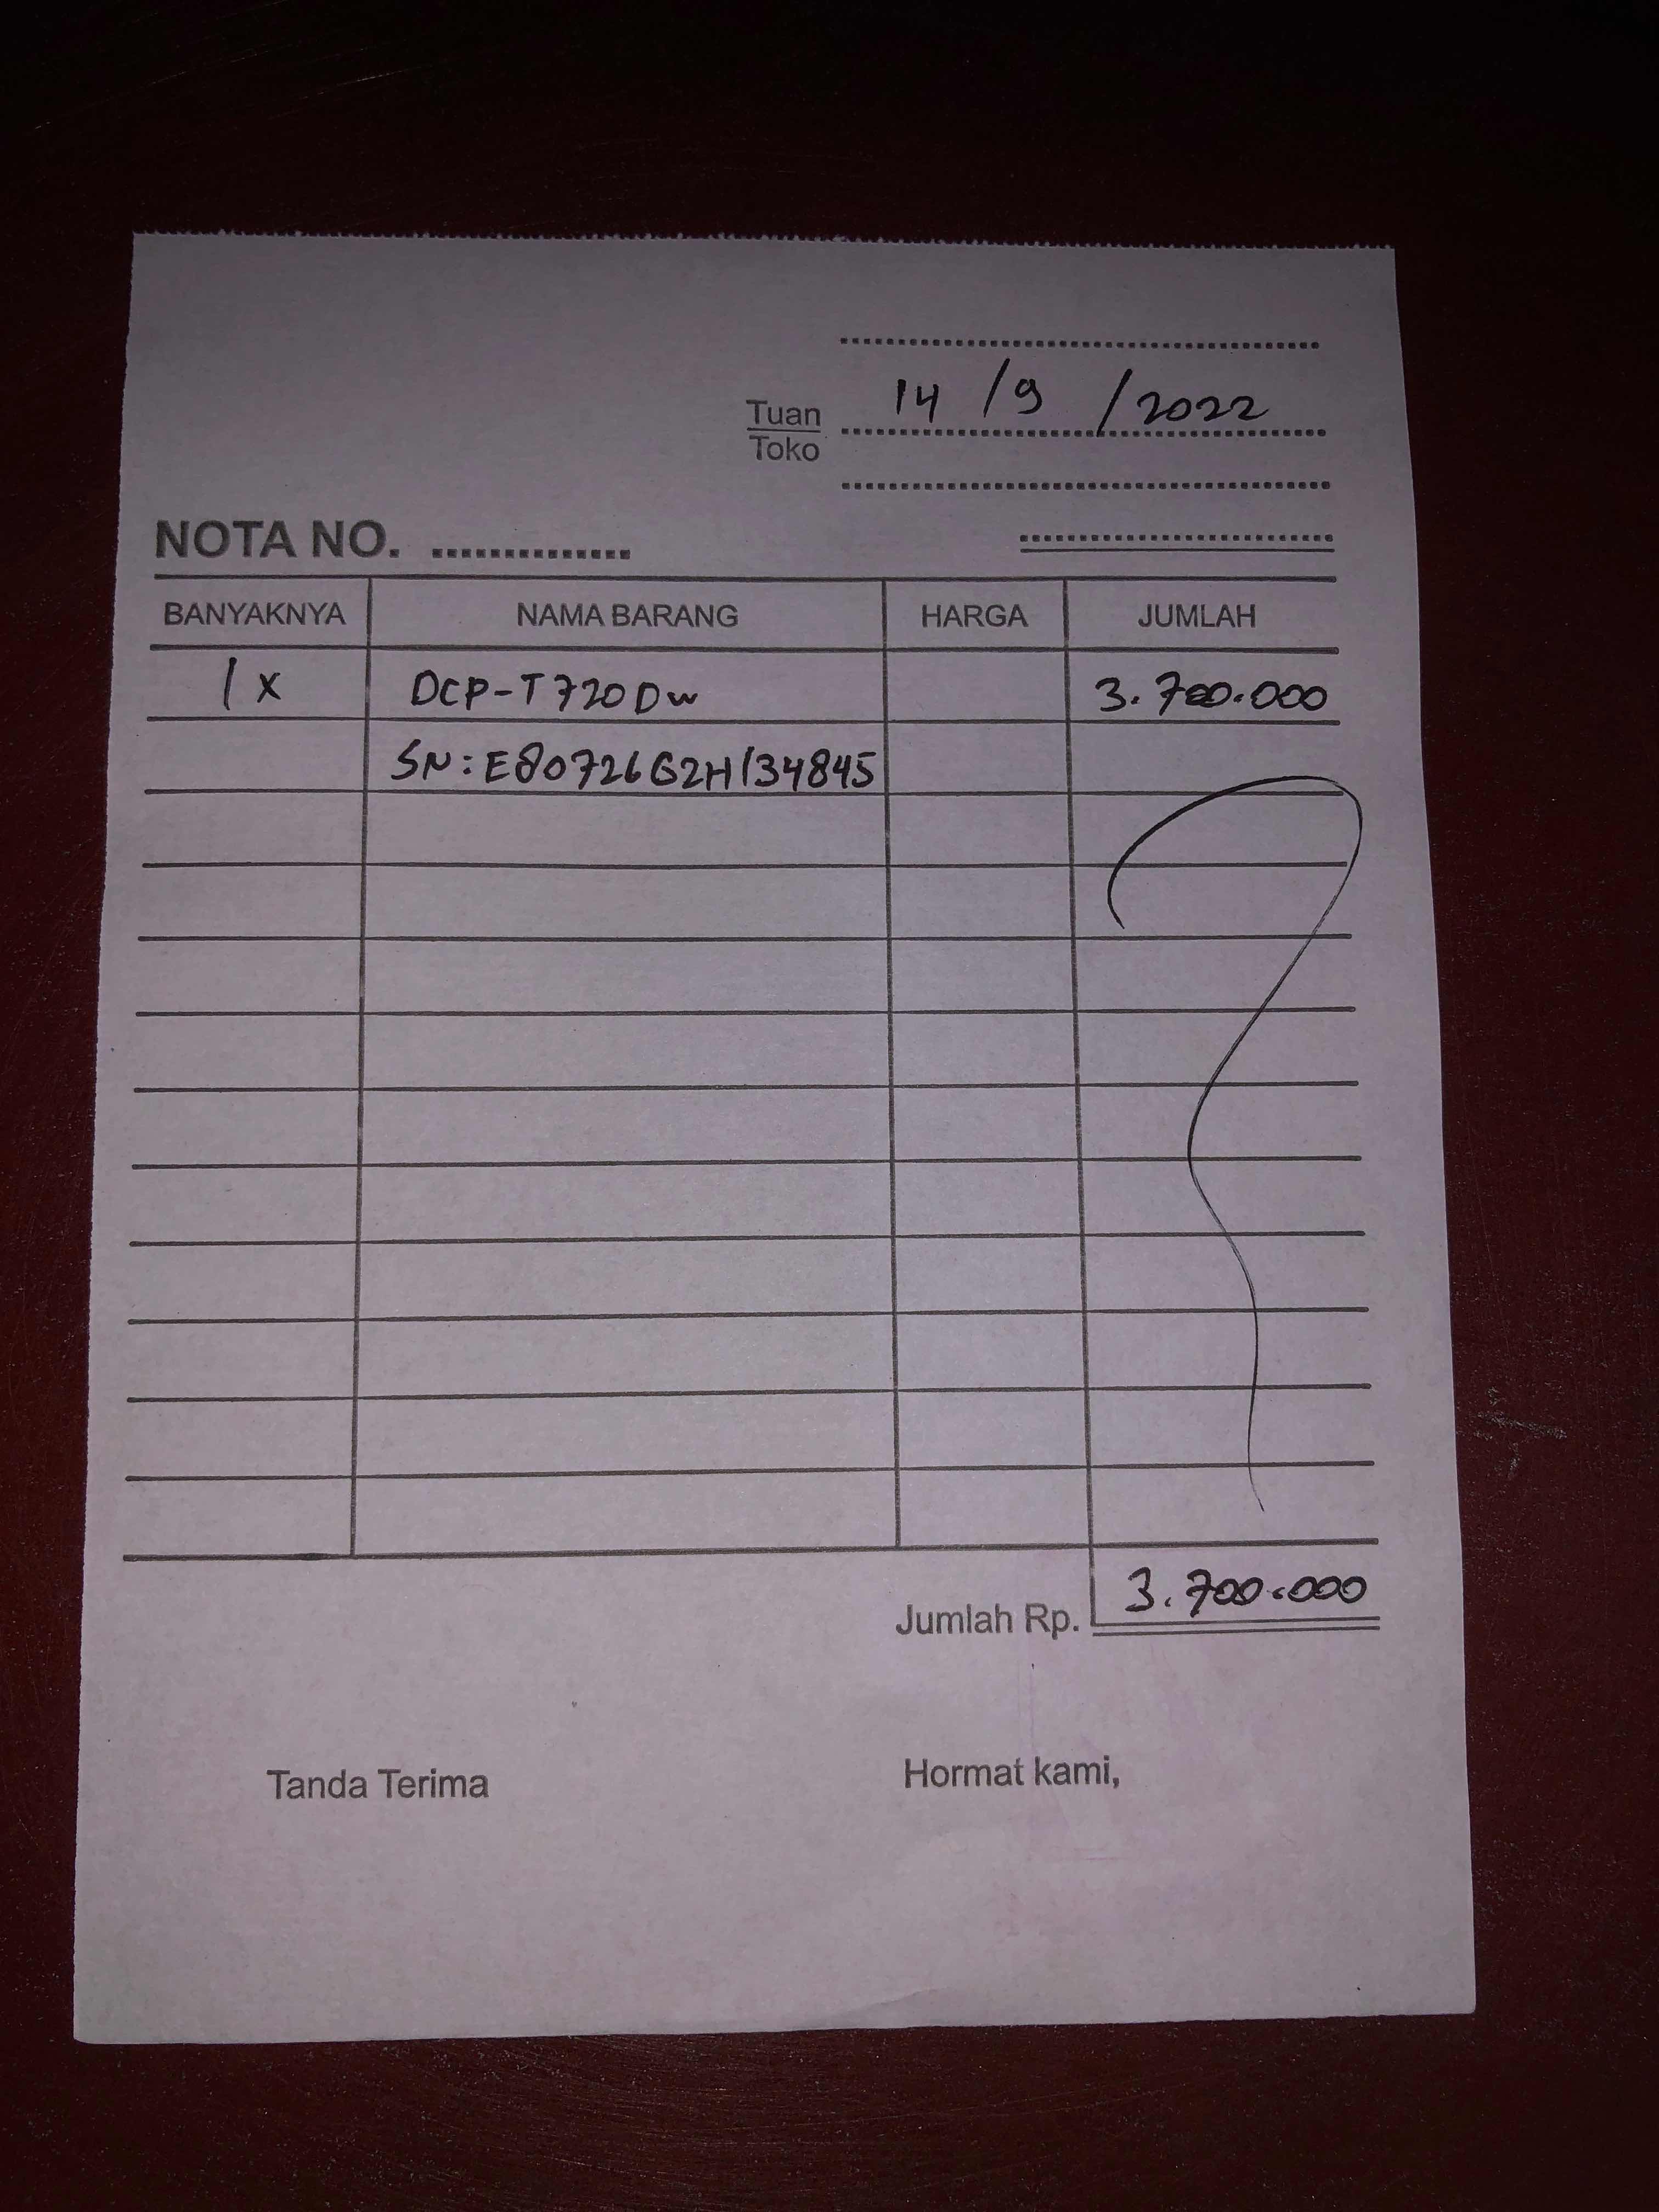 14/9/2022
Tuan
Toko
NOTA NO. ..............
BANYAKNYA NAMA BARANG HARGA JUMLAH
1 x DCP-T720DW 3.700.000
SN: E80726G2H134845
Jumlah Rp. 3.700.000
Tanda Terima Hormat kami,